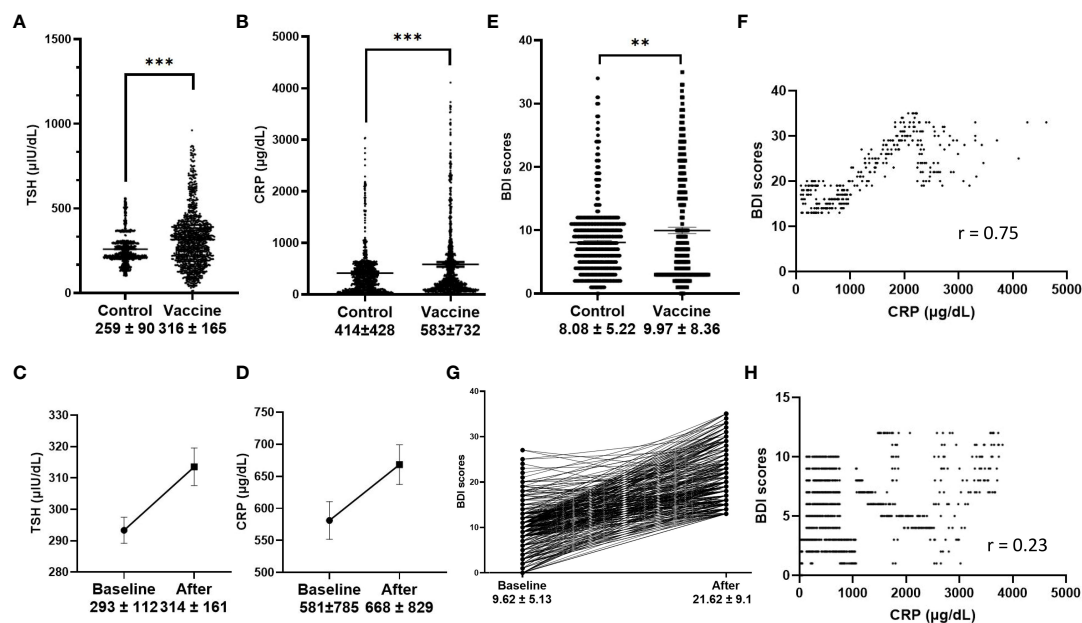 A
TSH (µIU/dL)
1500
1000
500
0
***
Control Vaccine
259 ± 90 316 ± 165
B
CRP (µg/dL)
5000
4000
3000
2000
1000
0
***
Control Vaccine
414±428 583±732
E
40
30
20
10
0
**
Control Vaccine
8.08 ± 5.22 9.97 ± 8.36
F
BDI scores
40
30
20
10
0
r = 0.75
0 1000 2000 3000 4000 5000
CRP (µg/dL)
C
TSH (µIU/dL)
330
320
310
300
290
280
Baseline After
293 ± 112 314 ± 161
D
CRP (µg/dL)
750
700
650
600
550
500
Baseline After
581±785 668 ± 829
G
BDI scores
40
30
20
10
0
Baseline After
9.62 ± 5.13 21.62 ± 9.1
H
BDI scores
15
10
5
0
r = 0.23
0 1000 2000 3000 4000 5000
CRP (µg/dL)